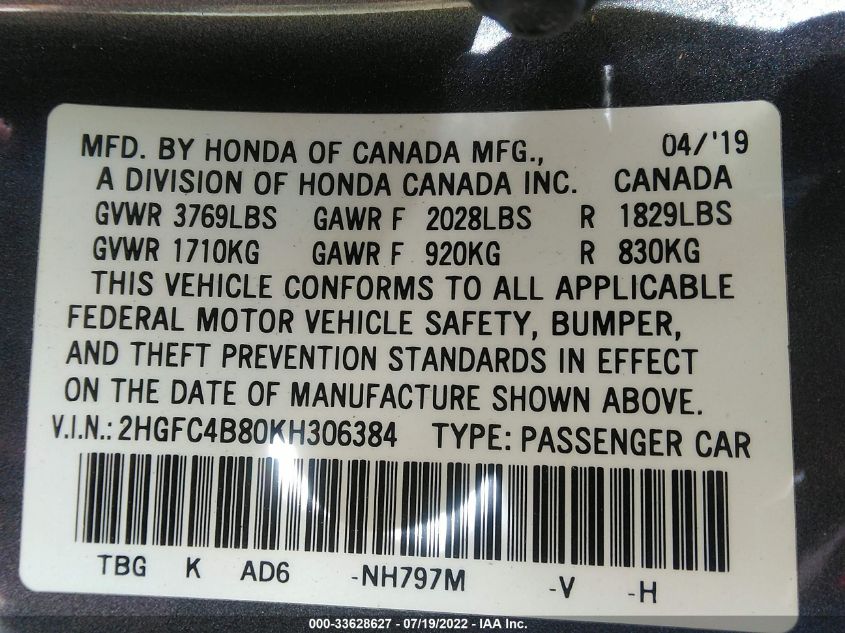 MFD. BY HONDA OF CANADA MFG., 04/'19
A DIVISION OF HONDA CANADA INC. CANADA
GVWR 3769LBS GAWR F 2028LBS R 1829LBS
GVWR 1710KG GAWR F 920KG R 830KG
THIS VEHICLE CONFORMS TO ALL APPLICABLE
FEDERAL MOTOR VEHICLE SAFETY, BUMPER,
AND THEFT PREVENTION STANDARDS IN EFFECT
ON THE DATE OF MANUFACTURE SHOWN ABOVE.
V.I.N.: 2HGFC4B80KH306384 TYPE: PASSENGER CAR
TBG K AD6 -NH797M -V -H
000-33628627 - 07/19/2022 - IAA Inc.